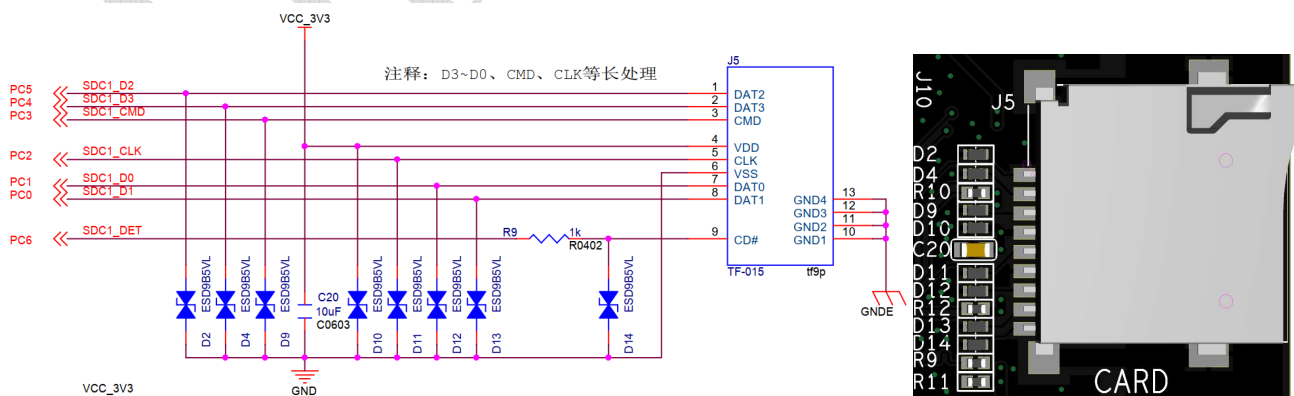 VCC_3V3
注释: D3~D0、CMD、CLK等长处理
J5
PC5 SDC1_D2 1 DAT2
PC4 SDC1_D3 2 DAT3
PC3 SDC1_CMD 3 CMD
4 VDD
PC2 SDC1_CLK 5 CLK
6 VSS
PC1 SDC1_D0 7 DAT0
PC0 SDC1_D1 8 DAT1
GND4 13
GND3 12
GND2 11
GND1 10
PC6 SDC1_DET R9 1k 9 CD#
R0402
TF-015 tf9p
ESD9B5VL
ESD9B5VL
ESD9B5VL
C20
10uF
C0603
ESD9B5VL
ESD9B5VL
ESD9B5VL
ESD9B5VL
ESD9B5VL
D2
D4
D9
D10
D11
D12
D13
D14
GND
GNDE
VCC_3V3
J10
J5
D2
D4
R10
D9
D10
C20
D11
D12
R12
D13
D14
R9
R11
CARD